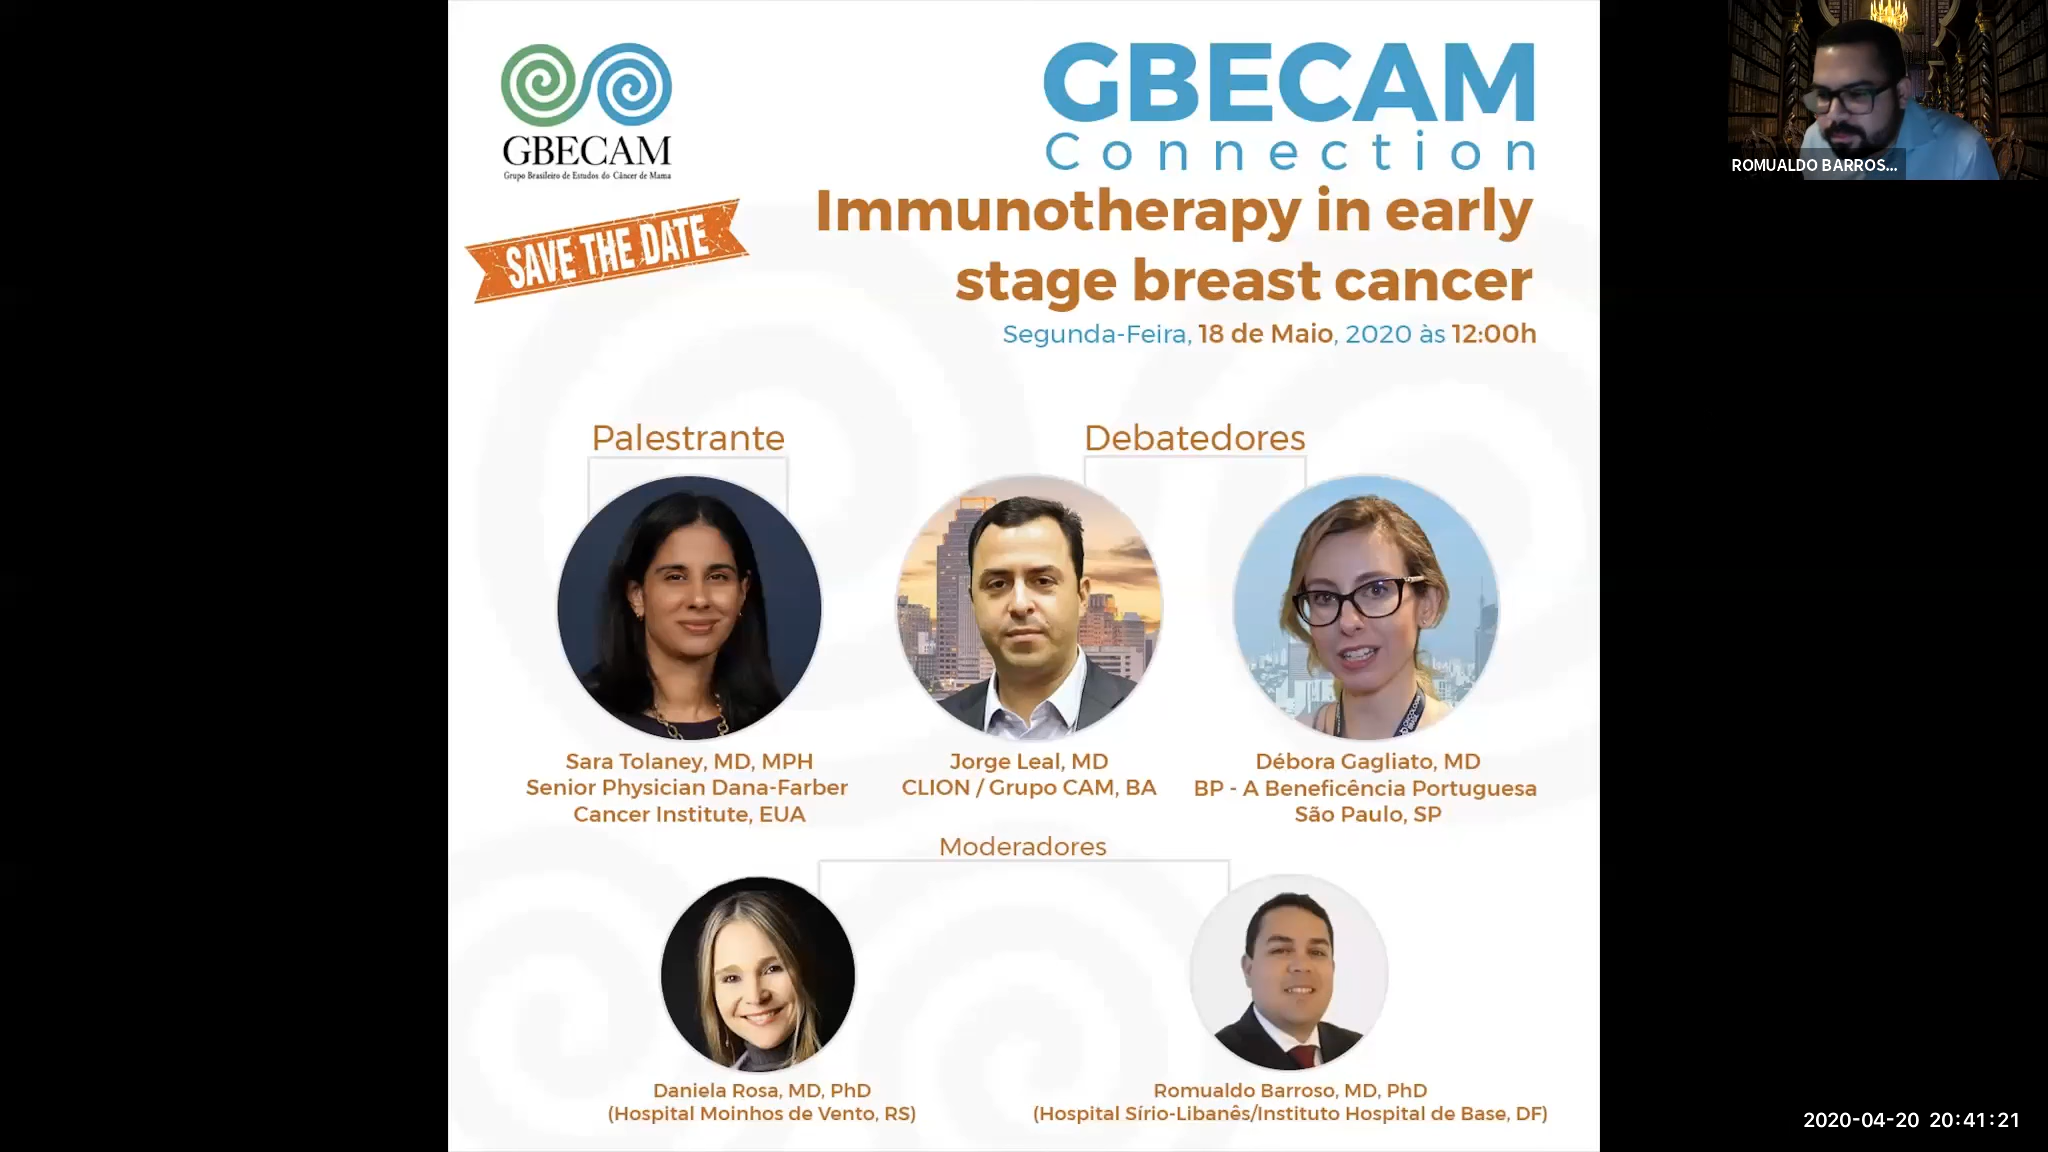 GBECAM
Grupo Brasileiro de Estudos do Câncer de Mama
SAVE THE DATE
GBECAM
Connection
Immunotherapy in early
stage breast cancer
Segunda-Feira, 18 de Maio, 2020 às 12:00h
ROMUALDO BARROS...
Palestrante
Debatedores
Sara Tolaney, MD, MPH
Senior Physician Dana-Farber
Cancer Institute, EUA
Jorge Leal, MD
CLION / Grupo CAM, BA
Débora Gagliato, MD
BP - A Beneficência Portuguesa
São Paulo, SP
Moderadores
Daniela Rosa, MD, PhD
(Hospital Moinhos de Vento, RS)
Romualdo Barroso, MD, PhD
(Hospital Sírio-Libanês/Instituto Hospital de Base, DF)
2020-04-20 20:41:21